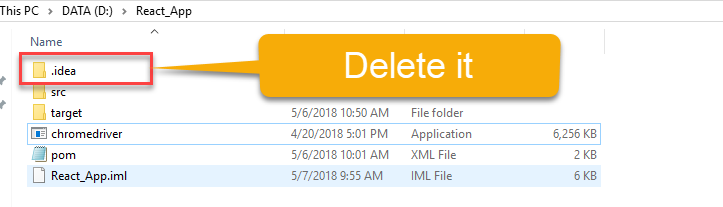 This PC › DATA (D:) › React_App
Name
.idea
Delete it
src
target 5/6/2018 10:50 AM File folder
chromedriver 4/20/2018 5:01 PM Application 6,256 KB
pom 5/6/2018 10:01 AM XML File 2 KB
React_App.iml 5/7/2018 9:55 AM IML File 6 KB